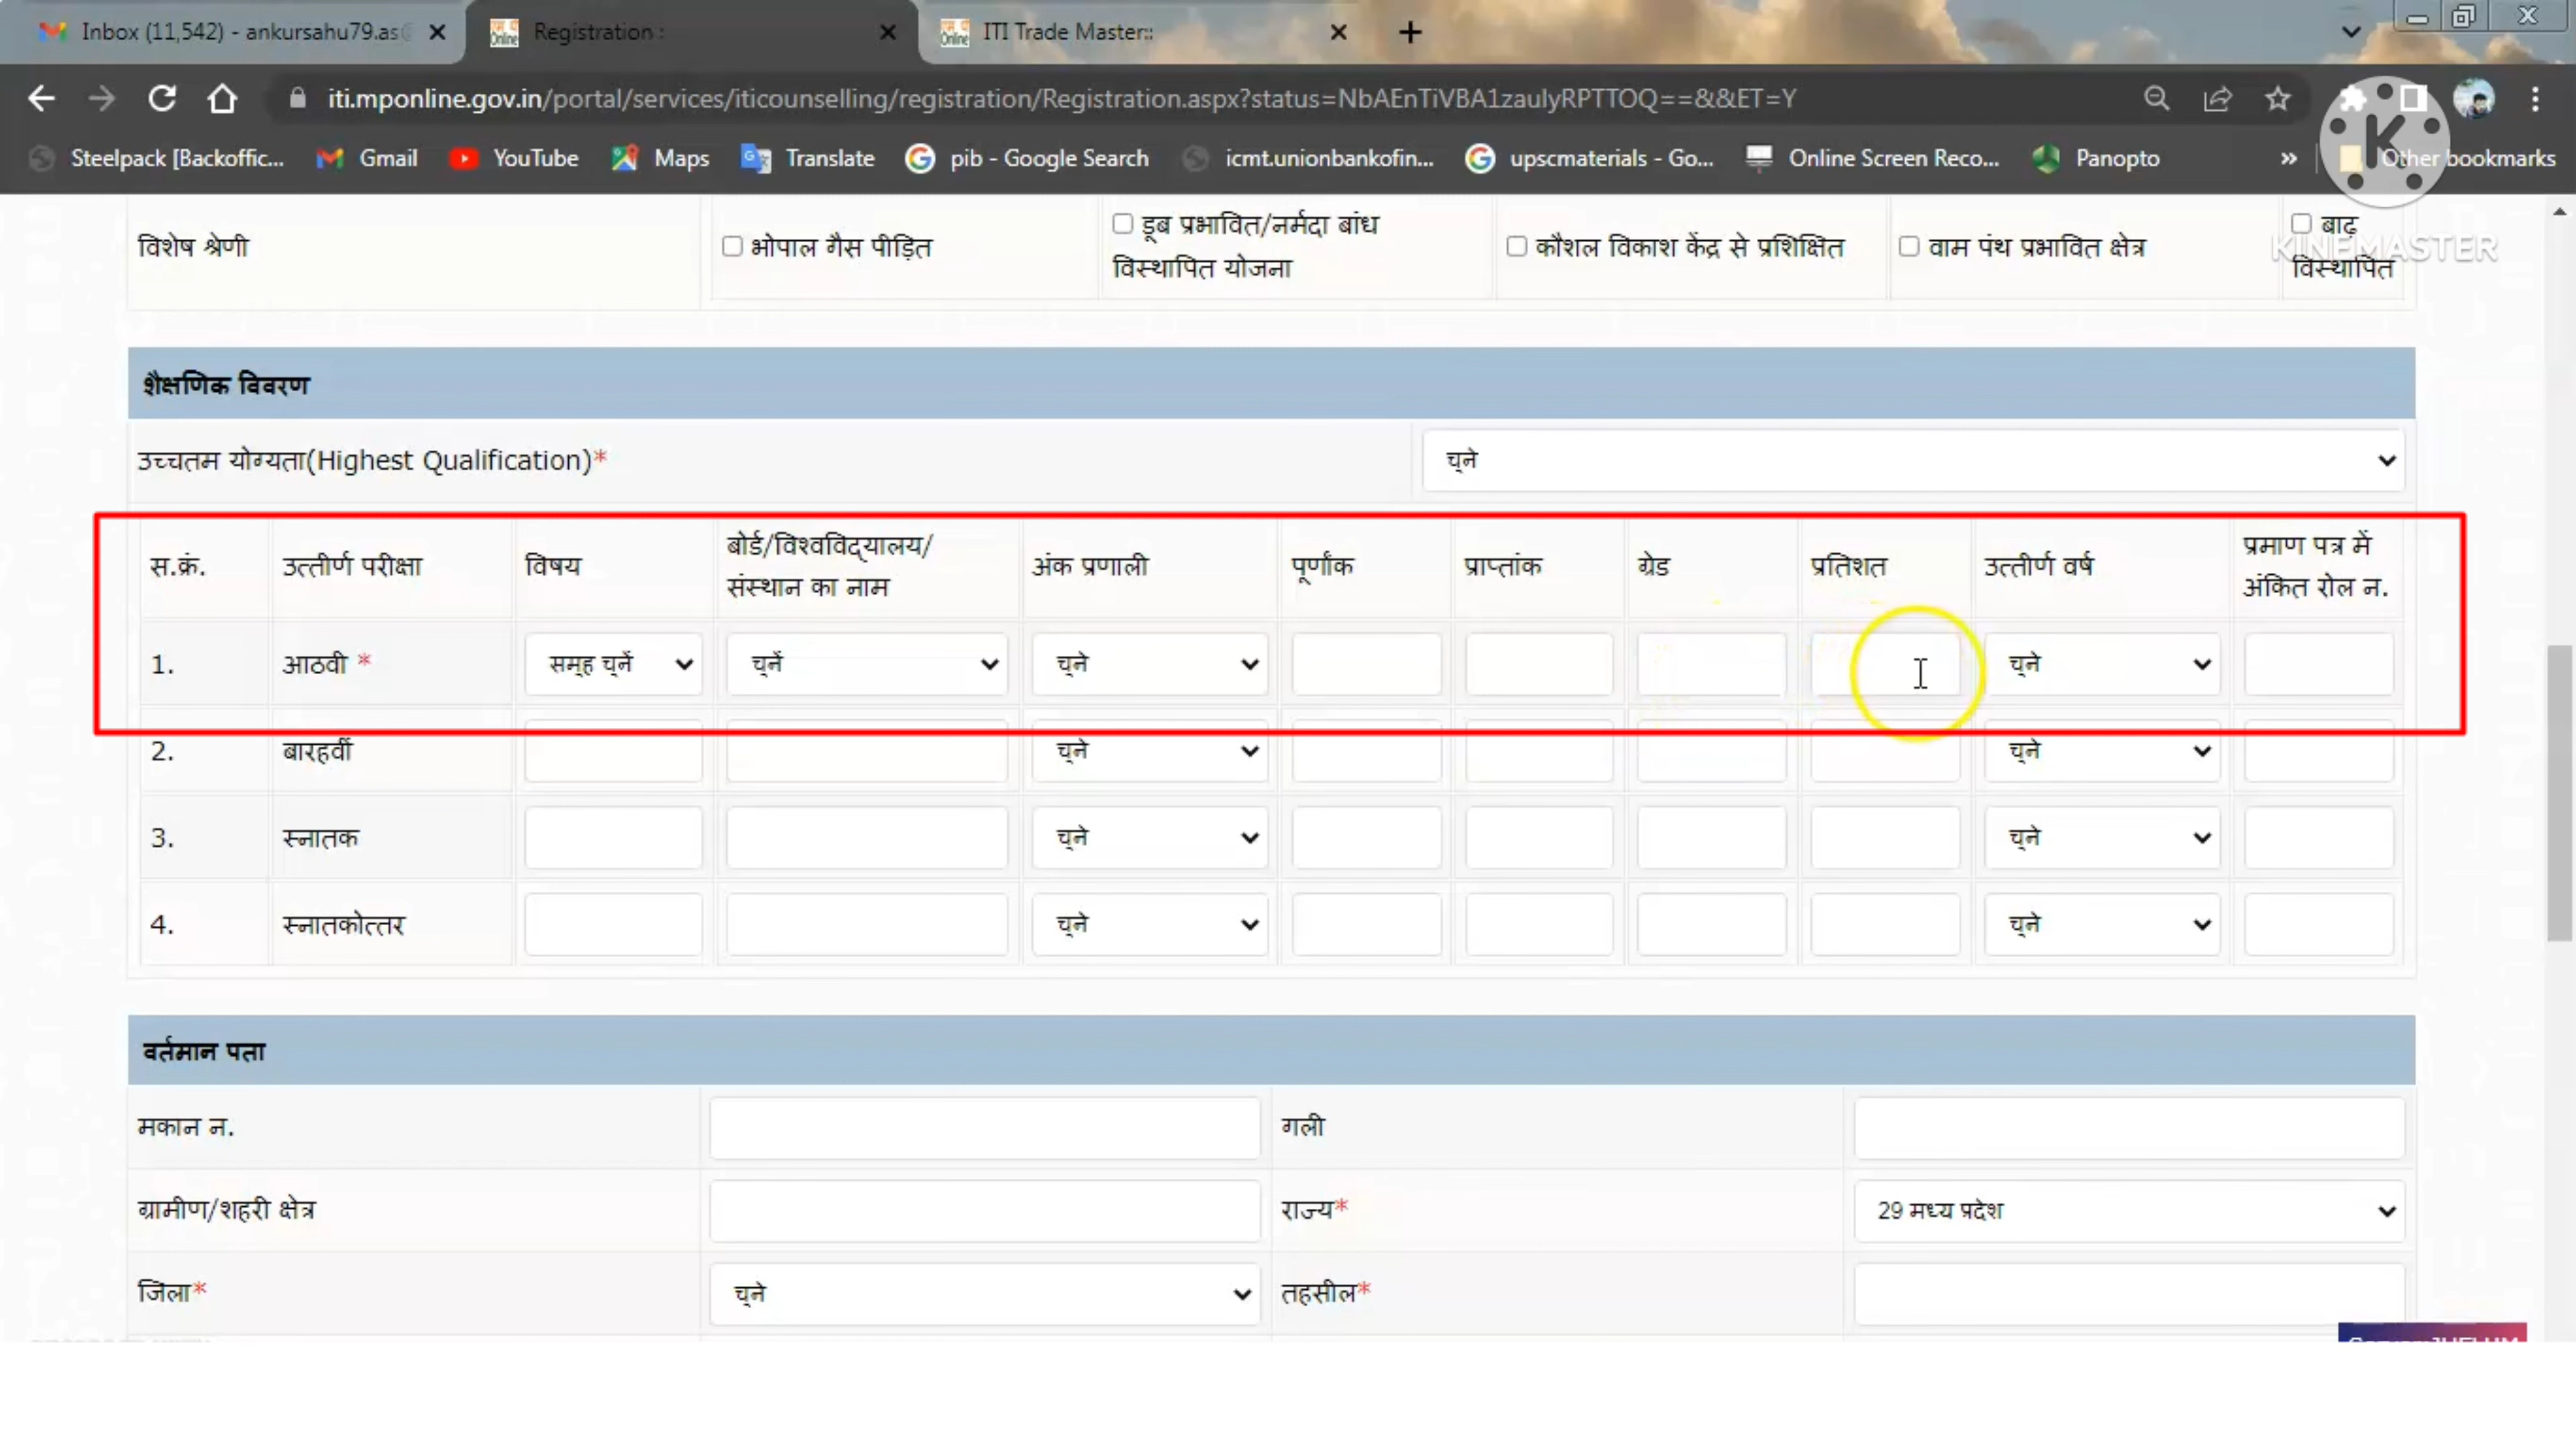 Inbox (11,542) - ankursahu79.as@
Registration :
ITI Trade Master::
iti.mponline.gov.in/portal/services/iticounselling/registration/Registration.aspx?status=NbAEnTiVBA1zaulyRPTTOQ==&&ET=Y
Steelpack [Backoffic... Gmail YouTube Maps Translate pib - Google Search icmt.unionbankofin... upscmaterials - Go... Online Screen Reco... Panopto » Other bookmarks
K
KINEMASTER
विशेष श्रेणी भोपाल गैस पीड़ित डूब प्रभावित/नर्मदा बांध विस्थापित योजना कौशल विकाश केंद्र से प्रशिक्षित वाम पंथ प्रभावित क्षेत्र बाढ़ विस्थापित
शैक्षणिक विवरण
उच्चतम योग्यता(Highest Qualification)* चुने
स.क्रं. उत्तीर्ण परीक्षा विषय बोर्ड/विश्वविद्यालय/ संस्थान का नाम अंक प्रणाली पूर्णांक प्राप्तांक ग्रेड प्रतिशत उत्तीर्ण वर्ष प्रमाण पत्र में अंकित रोल न.
1. आठवी * समूह चुनें चुनें चुने चुने
2. बारहवीं चुने चुने
3. स्नातक चुने चुने
4. स्नातकोत्तर चुने चुने
वर्तमान पता
मकान न. गली
ग्रामीण/शहरी क्षेत्र राज्य* 29 मध्य प्रदेश
जिला* चुने तहसील*